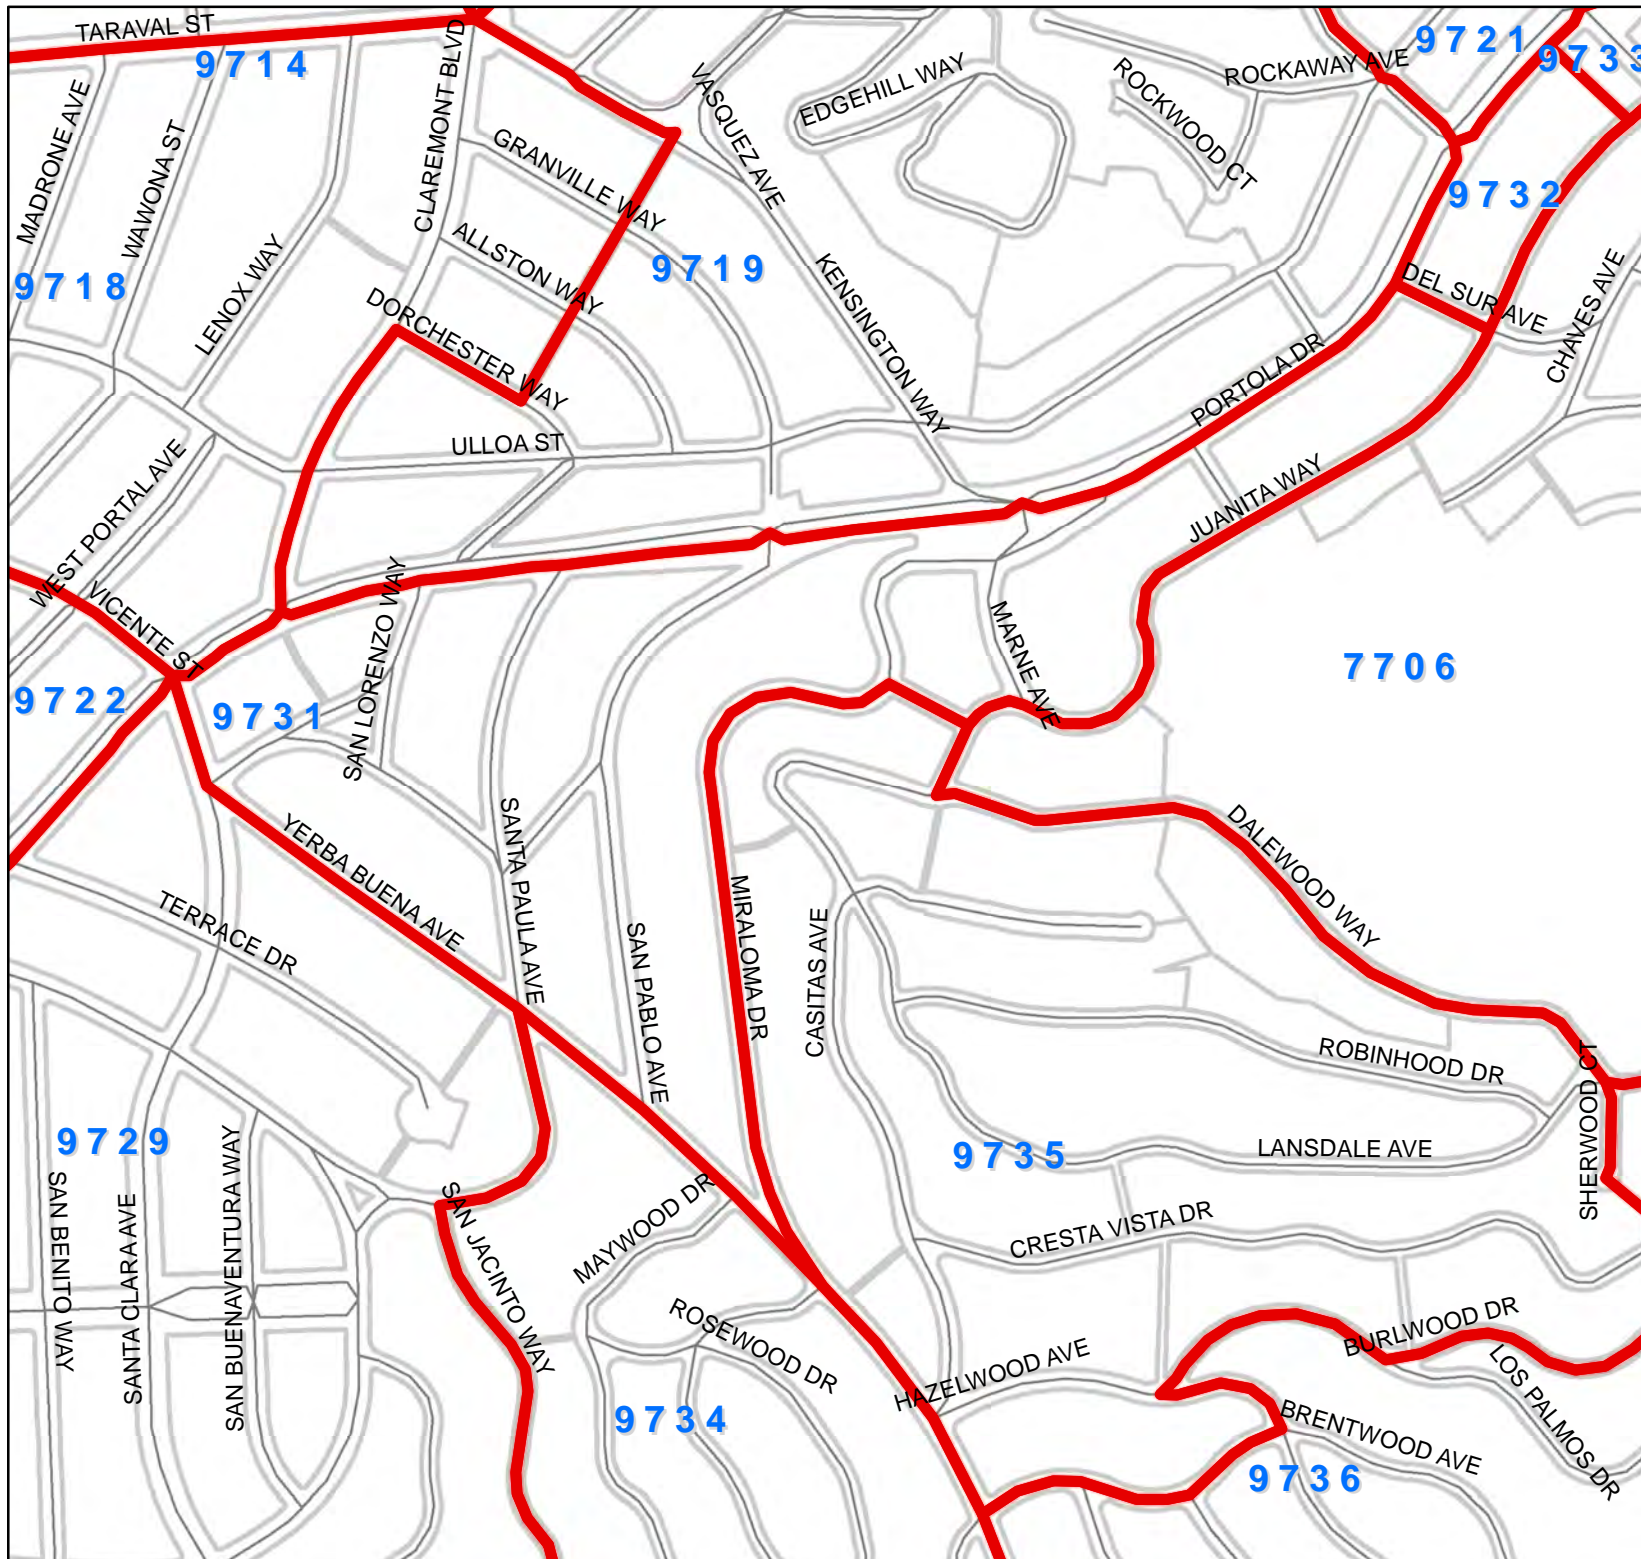 TARAVAL ST
9714
CLAREMONT BLVD
MADRONE AVE
WAWONA ST
9718
LENOX WAY
GRANVILLE WAY
ALLSTON WAY
DORCHESTER WAY
ULLOA ST
VASQUEZ AVE
EDGEHILL WAY
9719
KENSINGTON WAY
ROCKWOOD CT
ROCKAWAY AVE
9721
9733
9732
DEL SUR AVE
CHAVES AVE
PORTOLA DR
JUANITA WAY
WEST PORTAL AVE
VICENTE ST
9722
9731
SAN LORENZO WAY
MARNE AVE
7706
DALEWOOD WAY
YERBA BUENA AVE
TERRACE DR
SANTA PAULA AVE
SAN PABLO AVE
MIRALOMA DR
CASITAS AVE
ROBINHOOD DR
SHERWOOD CT
LANSDALE AVE
9735
9729
SAN BENITO WAY
SANTA CLARA AVE
SAN BUENAVENTURA WAY
SAN JACINTO WAY
MAYWOOD DR
ROSEWOOD DR
9734
CRESTA VISTA DR
HAZELWOOD AVE
BURLWOOD DR
LOS PALMOS DR
BRENTWOOD AVE
9736